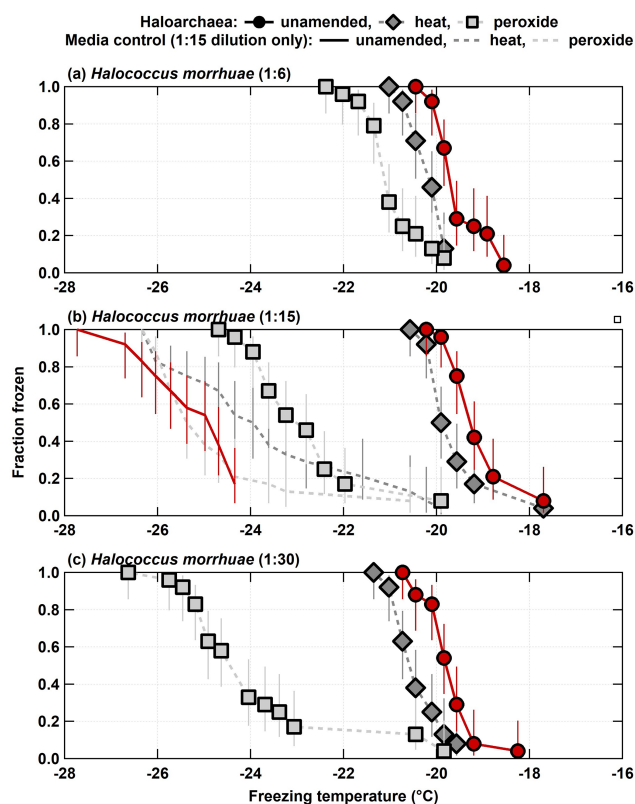 Haloarchaea: unamended, heat, peroxide
Media control (1:15 dilution only): unamended, heat, peroxide
(a) Halococcus morrhuae (1:6)
1.0
0.8
0.6
0.4
0.2
0.0
-28 -26 -24 -22 -20 -18 -16
(b) Halococcus morrhuae (1:15)
1.0
0.8
0.6
0.4
0.2
0.0
Fraction frozen
-28 -26 -24 -22 -20 -18 -16
(c) Halococcus morrhuae (1:30)
1.0
0.8
0.6
0.4
0.2
0.0
-28 -26 -24 -22 -20 -18 -16
Freezing temperature (°C)